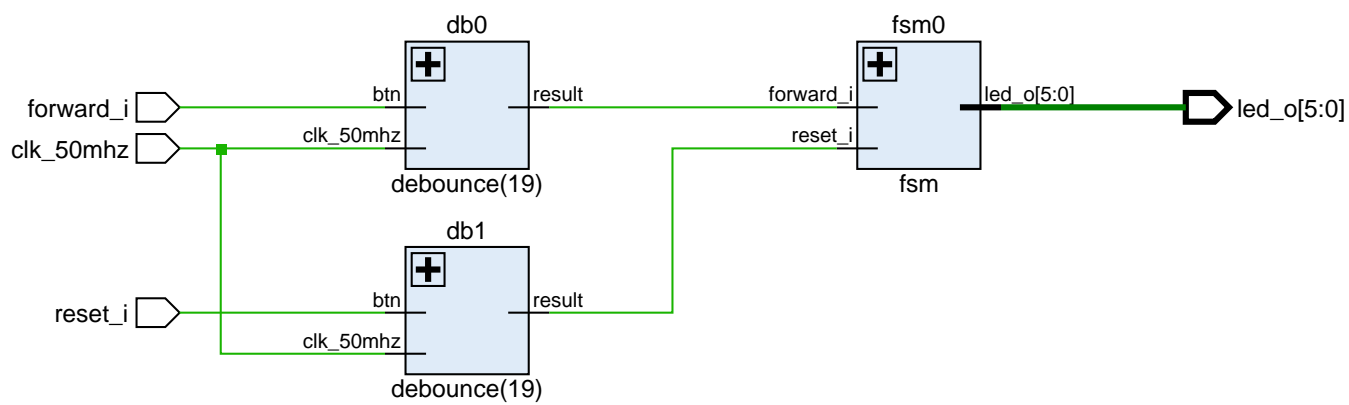 db0
fsm0
forward_i
btn
result
forward_i
led_o[5:0]
led_o[5:0]
clk_50mhz
clk_50mhz
reset_i
debounce(19)
fsm
db1
reset_i
btn
result
clk_50mhz
debounce(19)